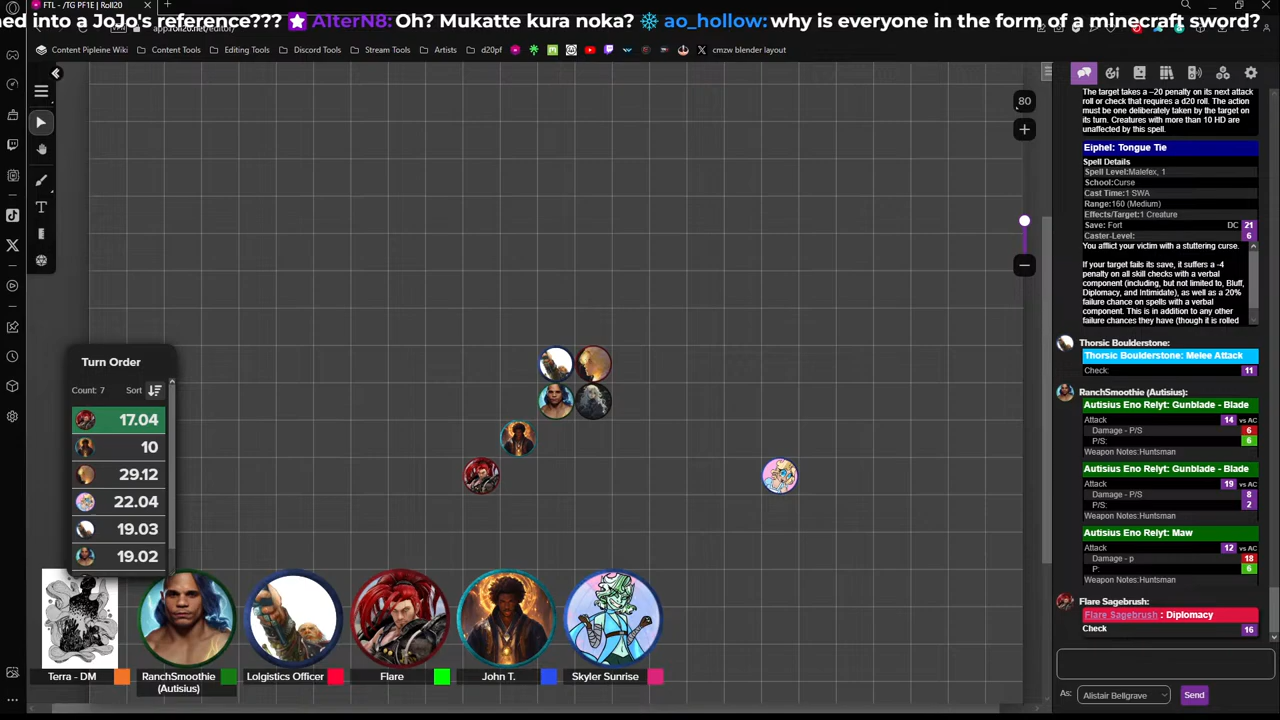 FTL - /TG PF1E | Roll20
ned into a JoJo's reference??? A1terN8: Oh? Mukatte kura noka? ao_hollow: why is everyone in the form of a minecraft sword?
app.roll20.net/editor/
Content Pipleine Wiki
Content Tools
Editing Tools
Discord Tools
Stream Tools
Artists
d20pf
cmzw blender layout
80
Turn Order
Count: 7 Sort
17.04
10
29.12
22.04
19.03
19.02
Terra - DM
RanchSmoothie
(Autisius)
Lolgistics Officer
Flare
John T.
Skyler Sunrise
The target takes a –20 penalty on its next attack
roll or check that requires a d20 roll. The action
must be one deliberately taken by the target on
its turn. Creatures with more than 10 HD are
unaffected by this spell.
Eiphel: Tongue Tie
Spell Details
Spell Level:Malefex, 1
School:Curse
Cast Time:1 SWA
Range:160 (Medium)
Effects/Target:1 Creature
Save: Fort DC 21
Caster-Level: 6
You afflict your victim with a stuttering curse.
If your target fails its save, it suffers a -4
penalty on all skill checks with a verbal
component (including, but not limited to, Bluff,
Diplomacy, and Intimidate), as well as a 20%
failure chance on spells with a verbal
component. This is in addition to any other
failure chances they have (though it is rolled
Thorsic Boulderstone:
Thorsic Boulderstone: Melee Attack
Check: 11
RanchSmoothie (Autisius):
Autisius Eno Relyt: Gunblade - Blade
Attack 14 vs AC
Damage - P/S 6
P/S: 6
Weapon Notes:Huntsman
Autisius Eno Relyt: Gunblade - Blade
Attack 19 vs AC
Damage - P/S 8
P/S: 2
Weapon Notes:Huntsman
Autisius Eno Relyt: Maw
Attack 12 vs AC
Damage - p 18
P: 6
Weapon Notes:Huntsman
Flare Sagebrush:
Flare Sagebrush : Diplomacy
Check 16
As: Alistair Bellgrave Send